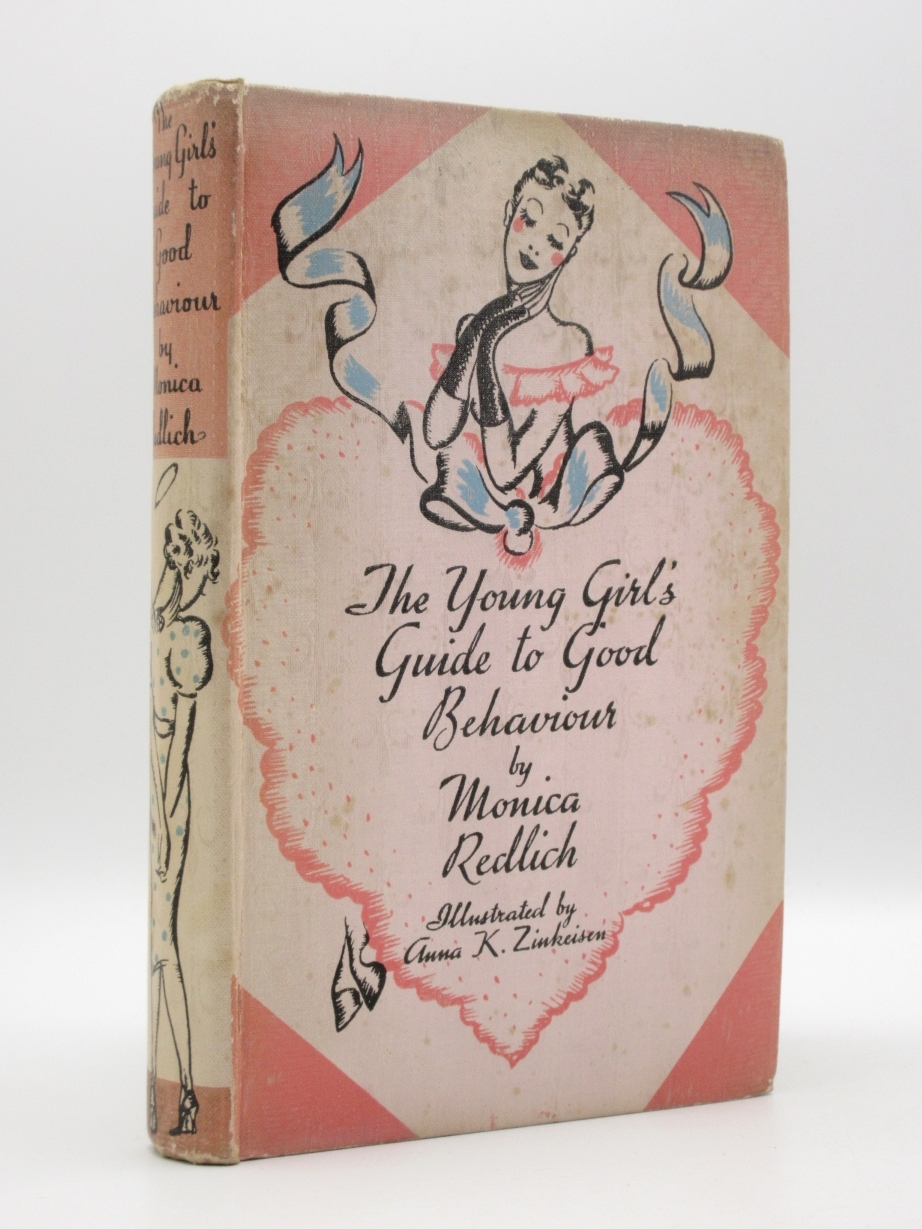 The
Young Girl's
Guide to
Good
Behaviour
by
Monica
Redlich
The Young Girl's
Guide to Good
Behaviour
by
Monica
Redlich
Illustrated by
Anna K. Zinkeisen